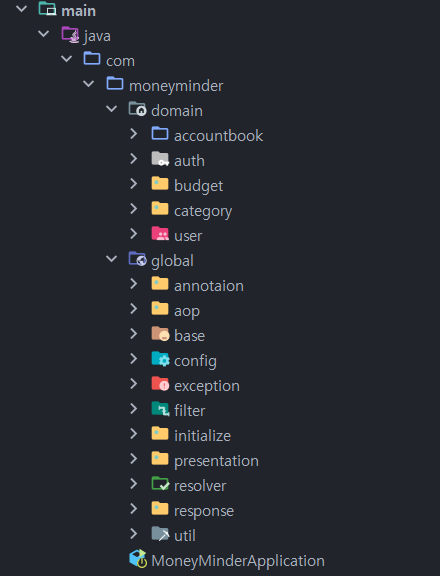 main
java
com
moneyminder
domain
accountbook
auth
budget
category
user
global
annotaion
aop
base
config
exception
filter
initialize
presentation
resolver
response
util
MoneyMinderApplication